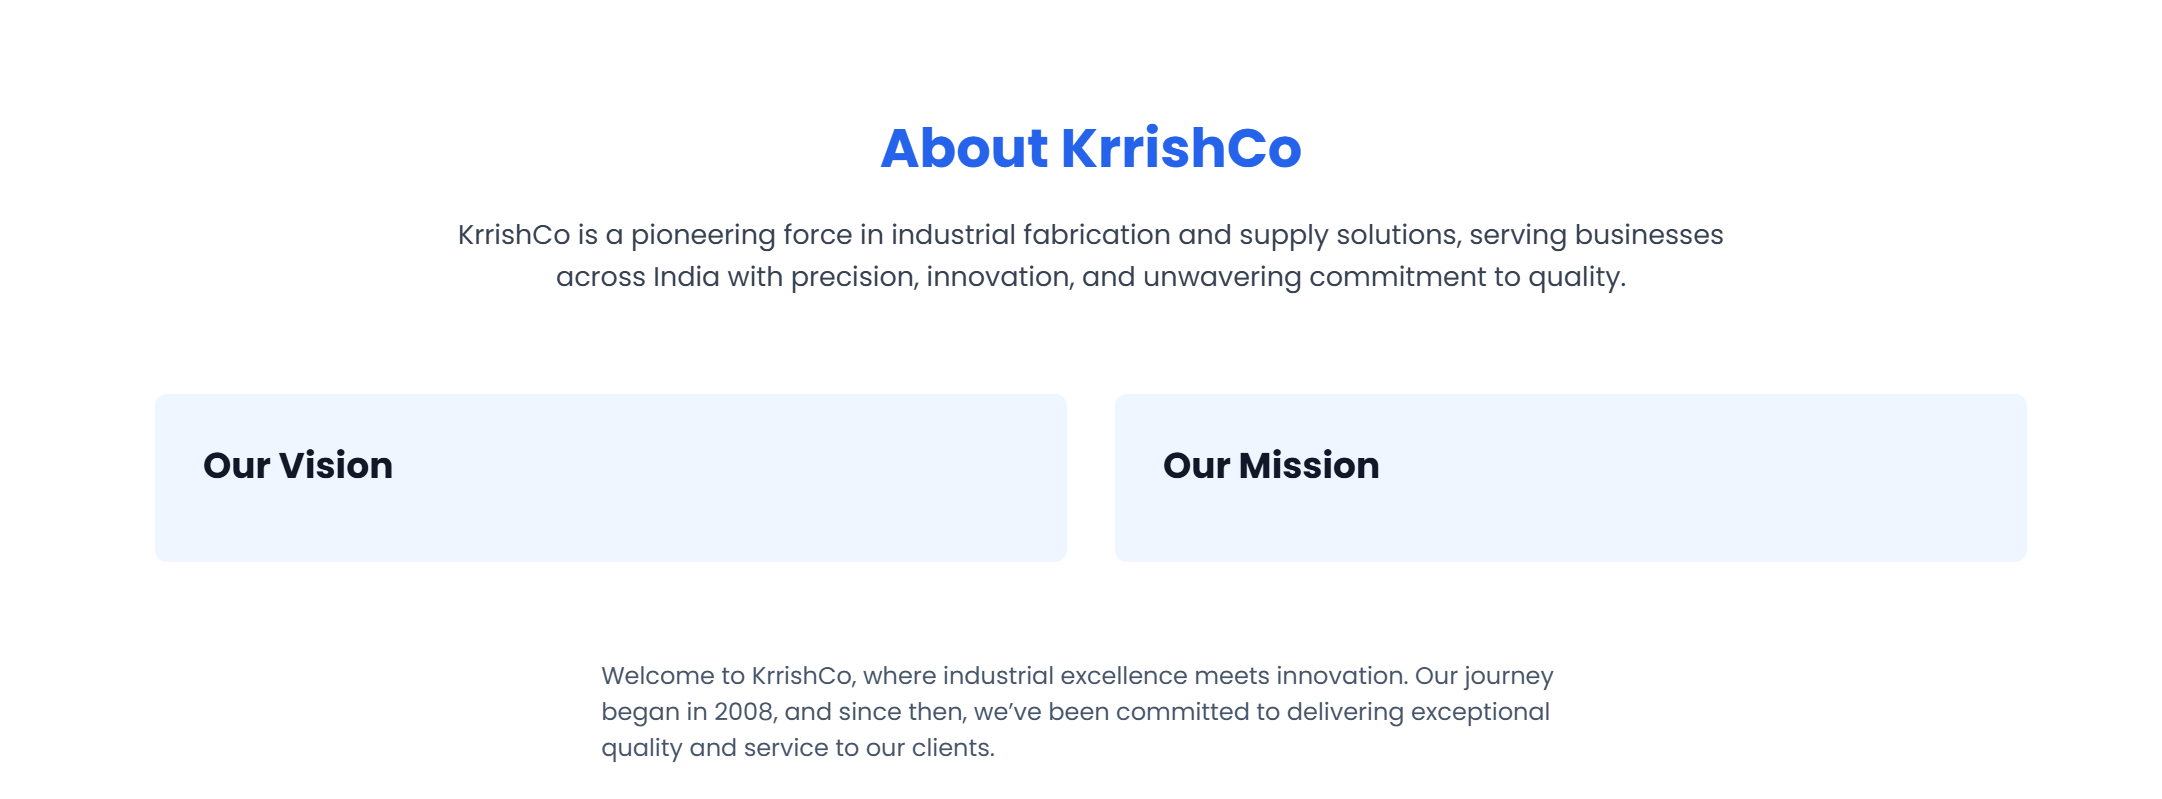 About KrrishCo
KrrishCo is a pioneering force in industrial fabrication and supply solutions, serving businesses
across India with precision, innovation, and unwavering commitment to quality.
Our Vision
Our Mission
Welcome to KrrishCo, where industrial excellence meets innovation. Our journey
began in 2008, and since then, we’ve been committed to delivering exceptional
quality and service to our clients.